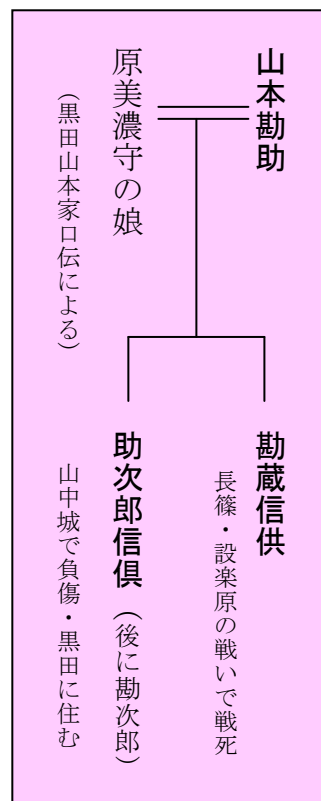 山本勘助
原美濃守の娘
（黒田山本家口伝による）
勘蔵信供
長篠・設楽原の戦いで戦死
助次郎信倶（後に勘次郎）
山中城で負傷・黒田に住む